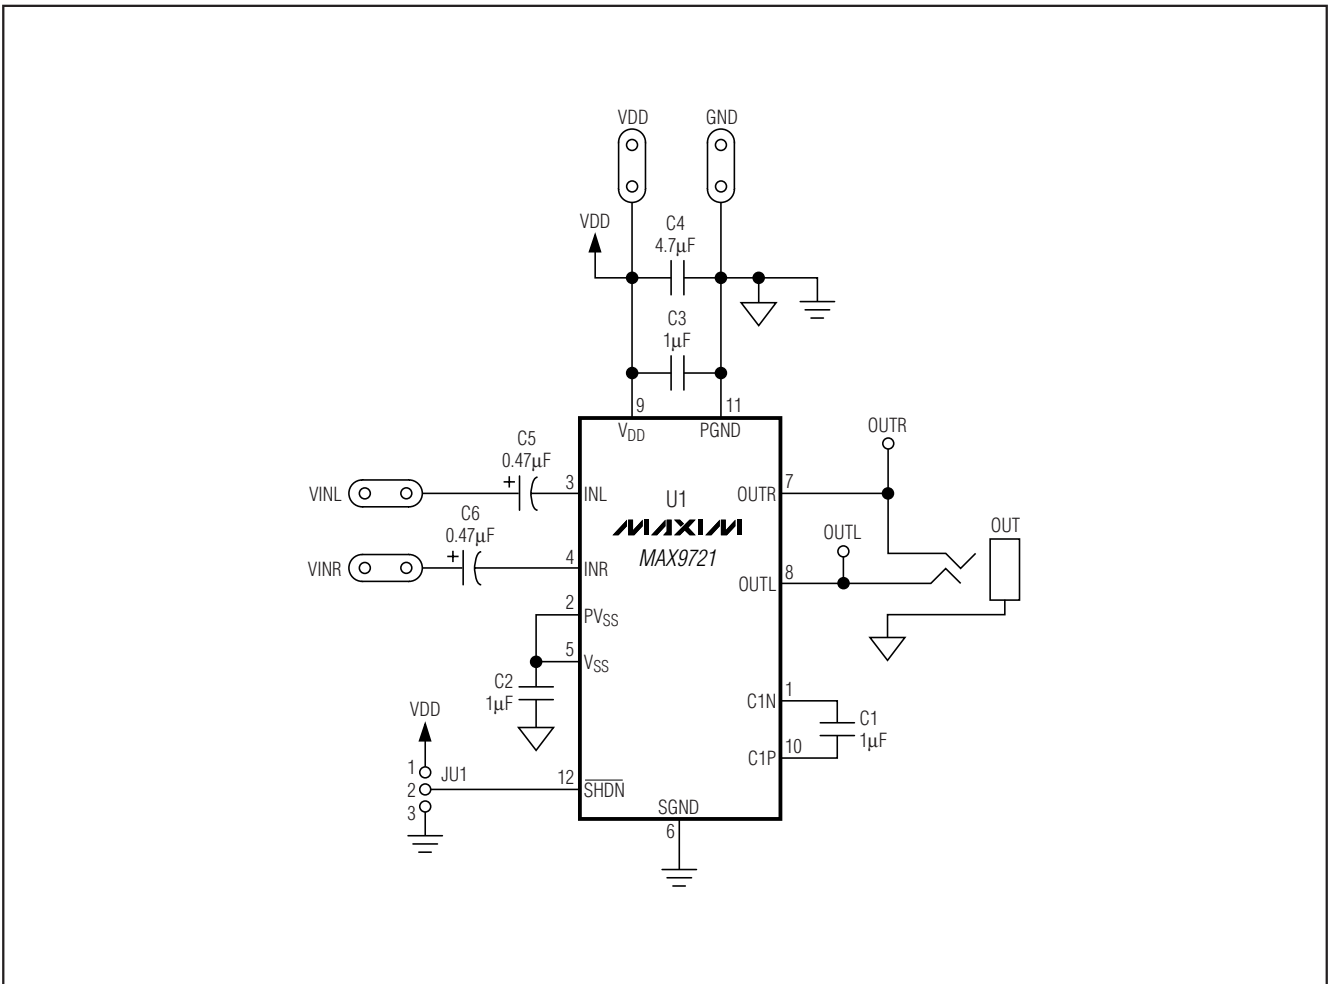 VDD GND
VDD
C4
4.7µF
C3
1µF
9 11
VDD PGND
OUTR
C5
0.47µF
+
VINL
3 INL
U1
OUTR 7
MAXIM
MAX9721
C6
0.47µF
+
VINR
4 INR
OUTL
OUT
OUTL 8
2 PVSS
5 VSS
C2
1µF
C1N 1
C1
1µF
C1P 10
VDD
1
2
3
JU1
12 SHDN
SGND
6